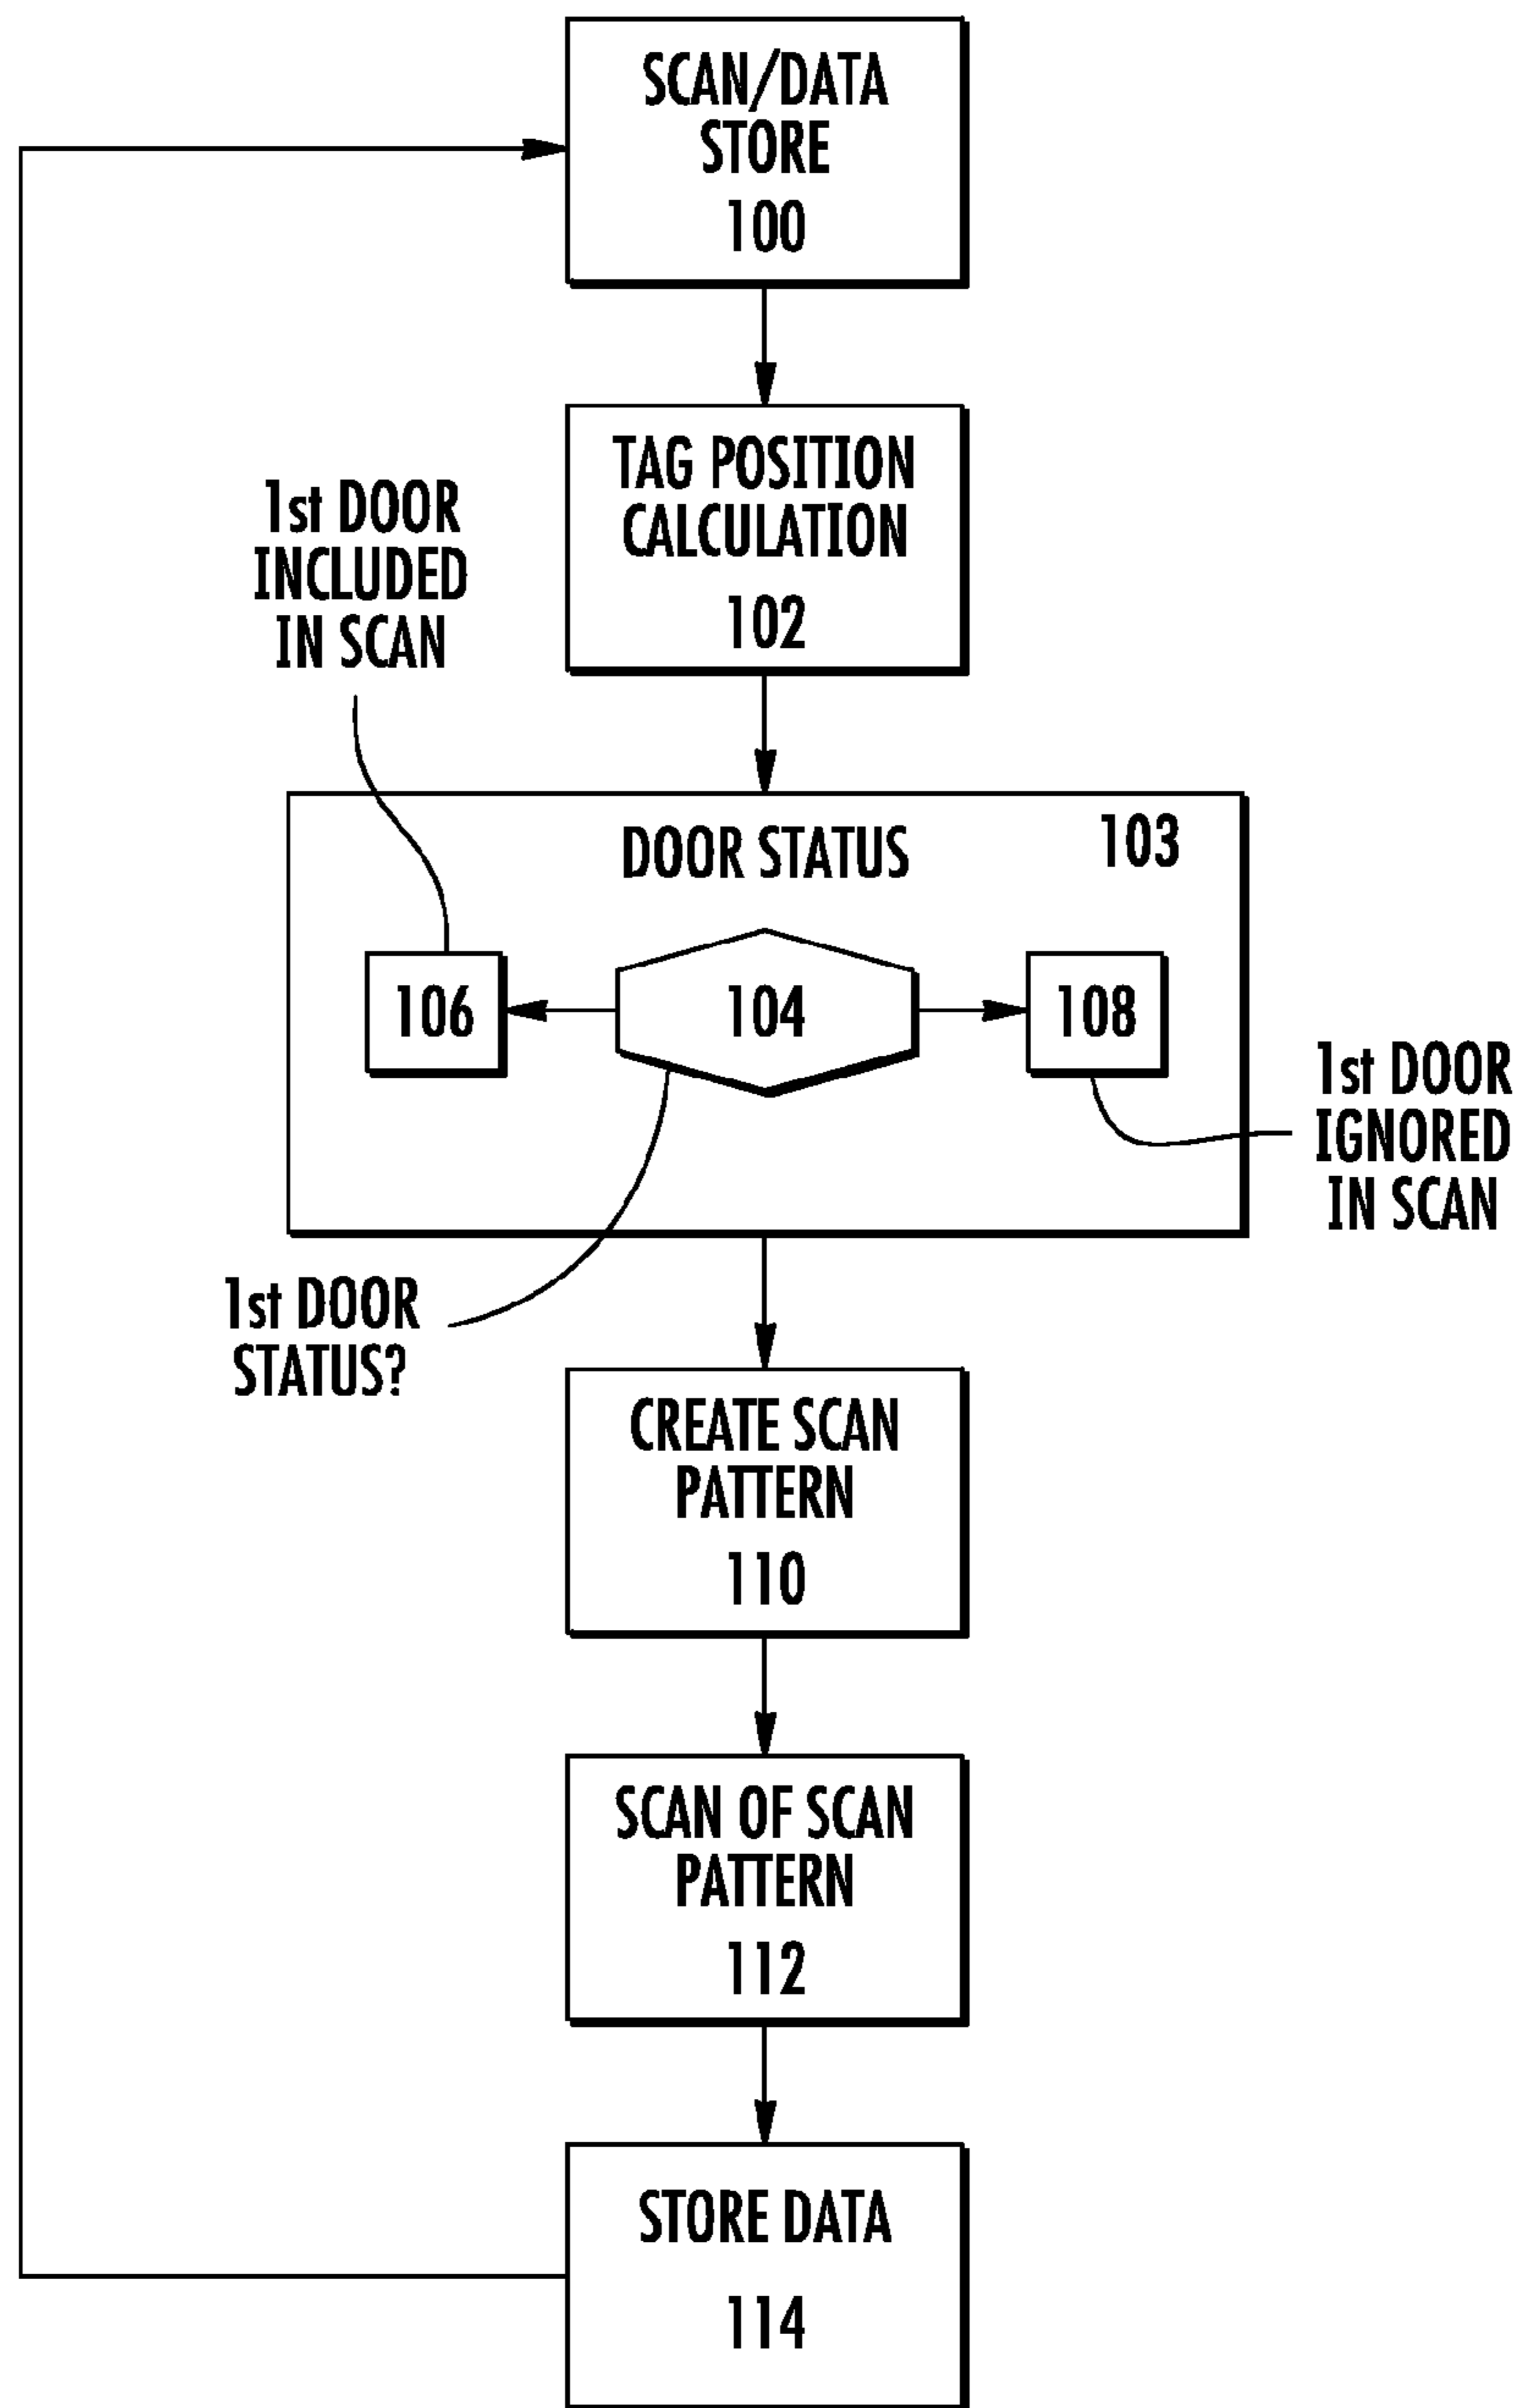 SCAN/DATA
STORE
100
TAG POSITION
CALCULATION
102
1st DOOR
INCLUDED
IN SCAN
DOOR STATUS
103
106
104
108
1st DOOR
IGNORED
IN SCAN
1st DOOR
STATUS?
CREATE SCAN
PATTERN
110
SCAN OF SCAN
PATTERN
112
STORE DATA
114